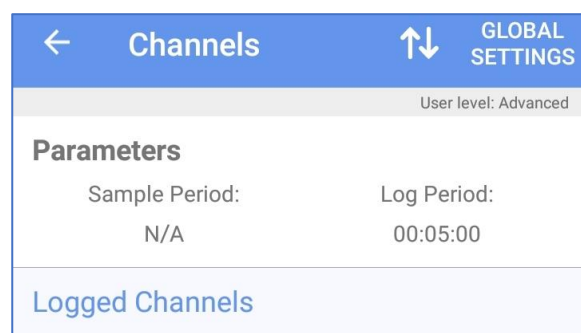 Channels
GLOBAL
SETTINGS
User level: Advanced
Parameters
Sample Period: Log Period:
N/A 00:05:00
Logged Channels